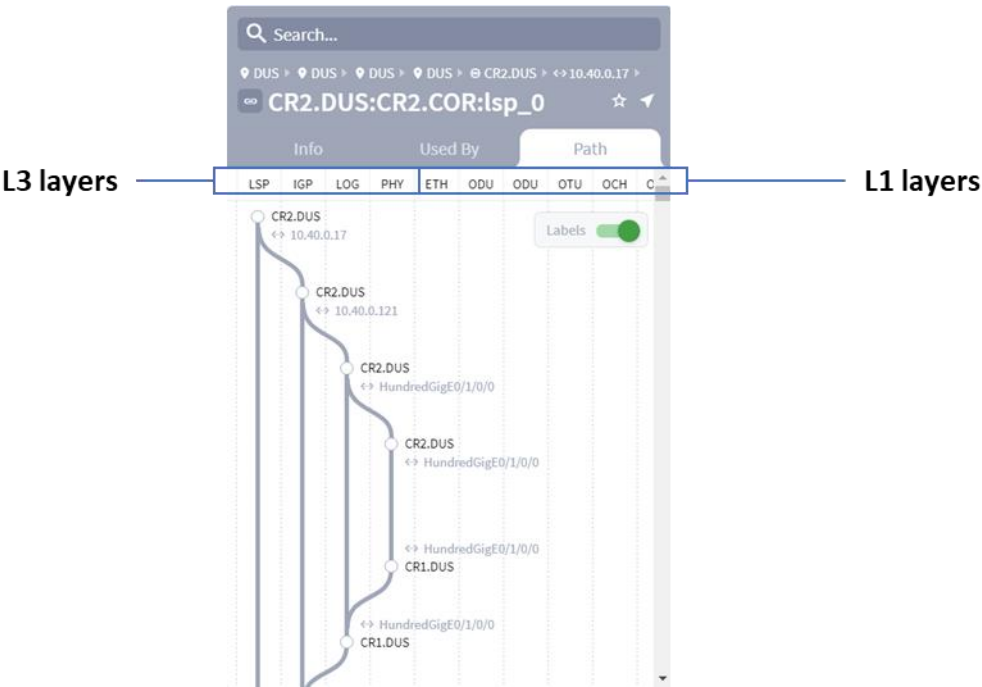 Search...
DUS DUS DUS DUS CR2.DUS 10.40.0.17
CR2.DUS:CR2.COR:lsp_0
Info Used By Path
L3 layers
LSP IGP LOG PHY ETH ODU ODU OTU OCH O
L1 layers
CR2.DUS
10.40.0.17
Labels
CR2.DUS
10.40.0.121
CR2.DUS
HundredGigE0/1/0/0
CR2.DUS
HundredGigE0/1/0/0
HundredGigE0/1/0/0
CR1.DUS
HundredGigE0/1/0/0
CR1.DUS